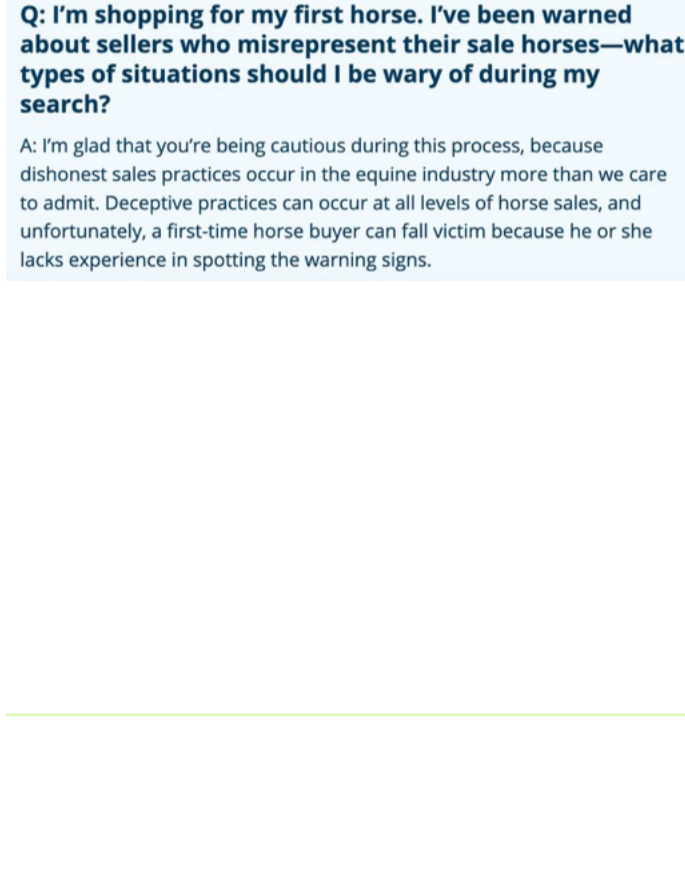 Q: I’m shopping for my first horse. I’ve been warned
about sellers who misrepresent their sale horses—what
types of situations should I be wary of during my
search?
A: I’m glad that you’re being cautious during this process, because
dishonest sales practices occur in the equine industry more than we care
to admit. Deceptive practices can occur at all levels of horse sales, and
unfortunately, a first-time horse buyer can fall victim because he or she
lacks experience in spotting the warning signs.